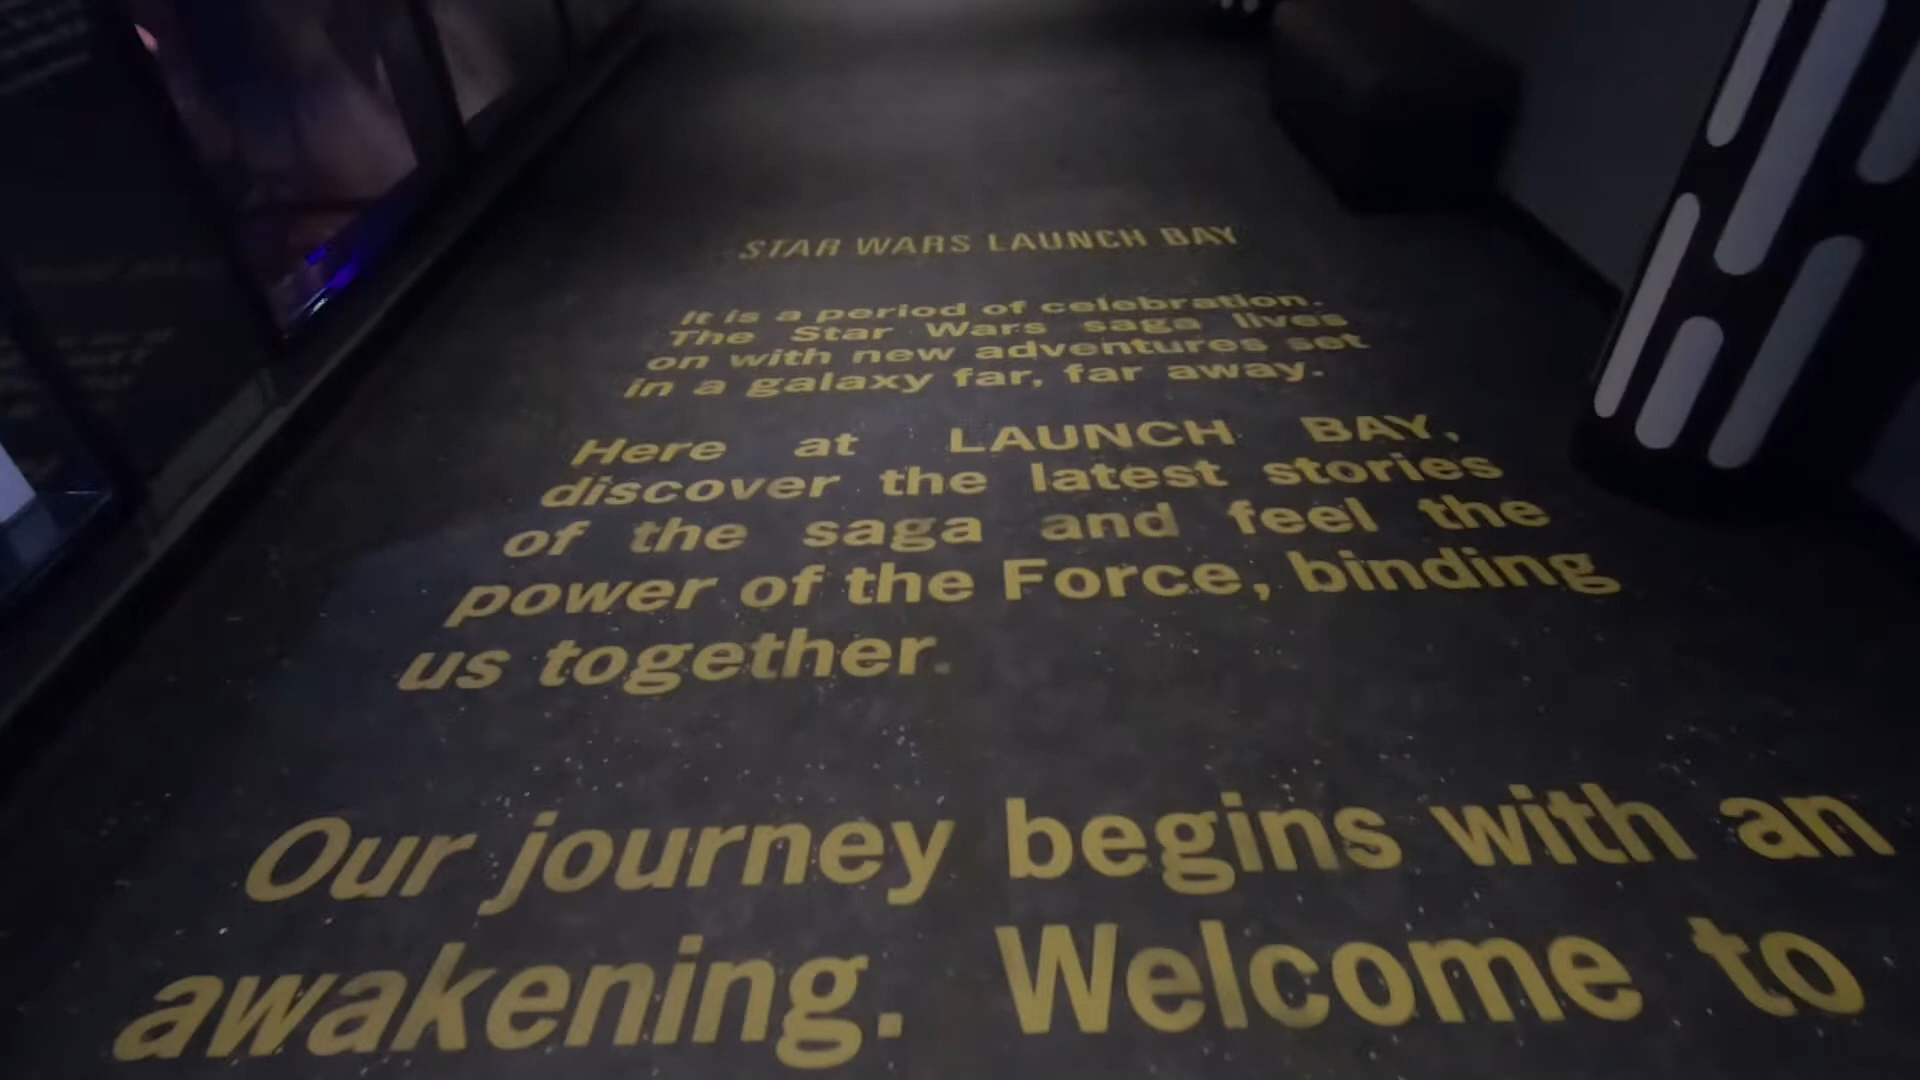 STAR WARS LAUNCH BAY
It is a period of celebration.
The Star Wars saga lives
on with new adventures set
in a galaxy far, far away.
Here at LAUNCH BAY,
discover the latest stories
of the saga and feel the
power of the Force, binding
us together.
Our journey begins with an
awakening. Welcome to